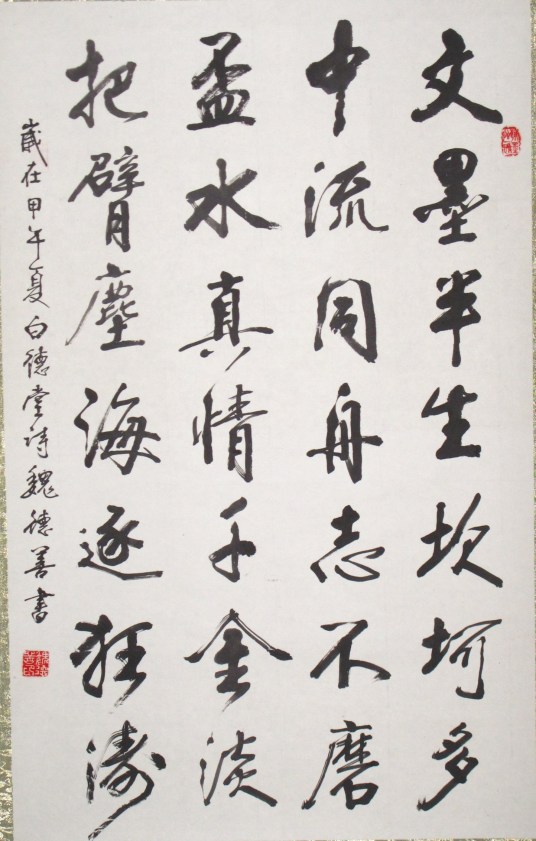 文墨半生坎坷多
中流同舟志不磨
盃水真情千金淡
把臂塵海逐狂濤
歲在甲午夏白德堂詩魏德善書